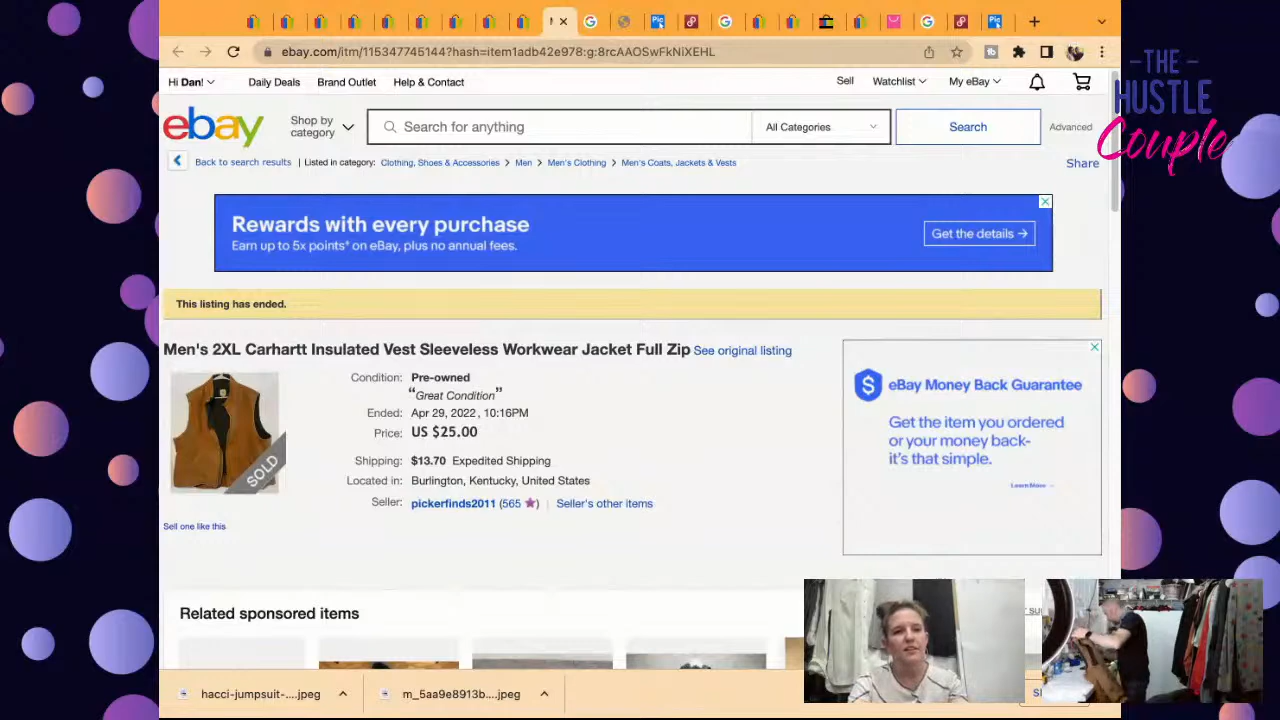 ebay.com/itm/115347745144?hash=item1adb42e978:g:8rcAAOSwFkNiXEHL
-THE-
HUSTLE
Couple
Hi Dan!
Daily Deals
Brand Outlet
Help & Contact
Sell
Watchlist
My eBay
ebay
Shop by
category
Search for anything
All Categories
Search
Advanced
Back to search results
Listed in category:
Clothing, Shoes & Accessories > Men > Men's Clothing > Men's Coats, Jackets & Vests
Share
Rewards with every purchase
Earn up to 5x points* on eBay, plus no annual fees.
Get the details →
This listing has ended.
Men's 2XL Carhartt Insulated Vest Sleeveless Workwear Jacket Full Zip See original listing
SOLD
Condition: Pre-owned
“Great Condition”
Ended: Apr 29, 2022 , 10:16PM
Price: US $25.00
Shipping: $13.70 Expedited Shipping
Located in: Burlington, Kentucky, United States
Seller: pickerfinds2011 (565 ★) | Seller's other items
Sell one like this
eBay Money Back Guarantee
Get the item you ordered
or your money back-
it's that simple.
Learn More →
Related sponsored items
hacci-jumpsuit-....jpeg
m_5aa9e8913b....jpeg